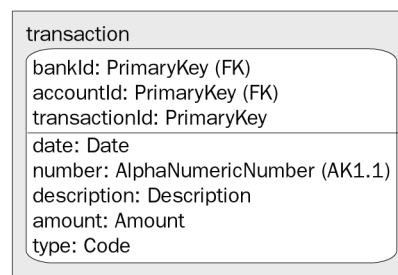 transaction
bankId: PrimaryKey (FK)
accountId: PrimaryKey (FK)
transactionId: PrimaryKey
date: Date
number: AlphaNumericNumber (AK1.1)
description: Description
amount: Amount
type: Code